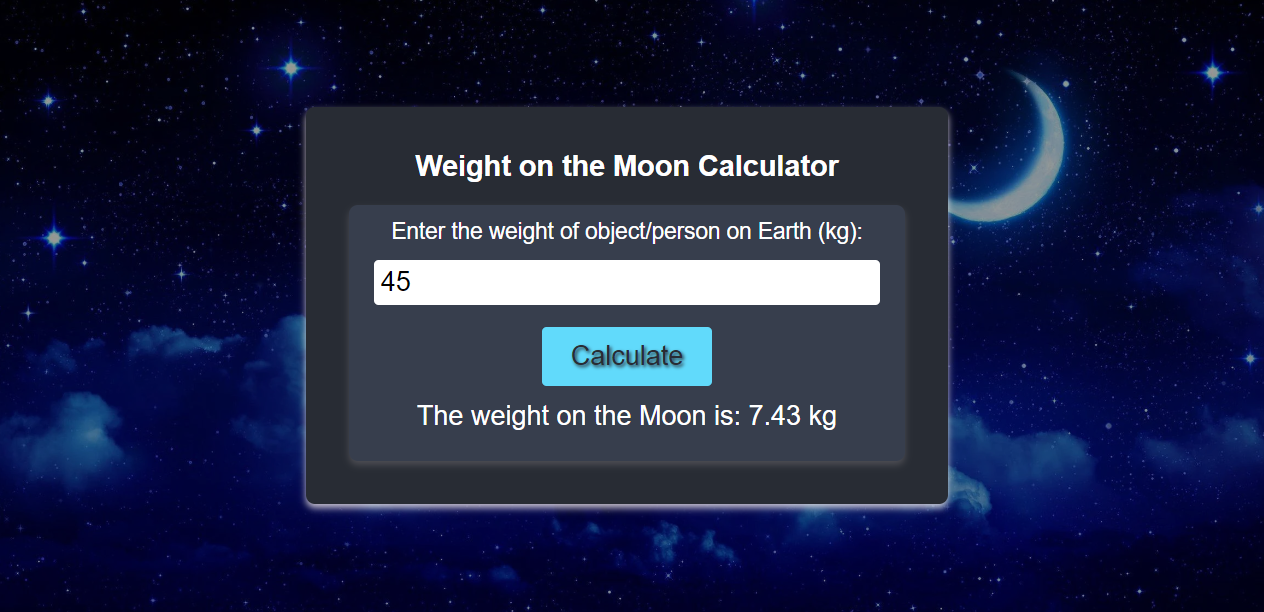 Weight on the Moon Calculator
Enter the weight of object/person on Earth (kg):
45
Calculate
The weight on the Moon is: 7.43 kg